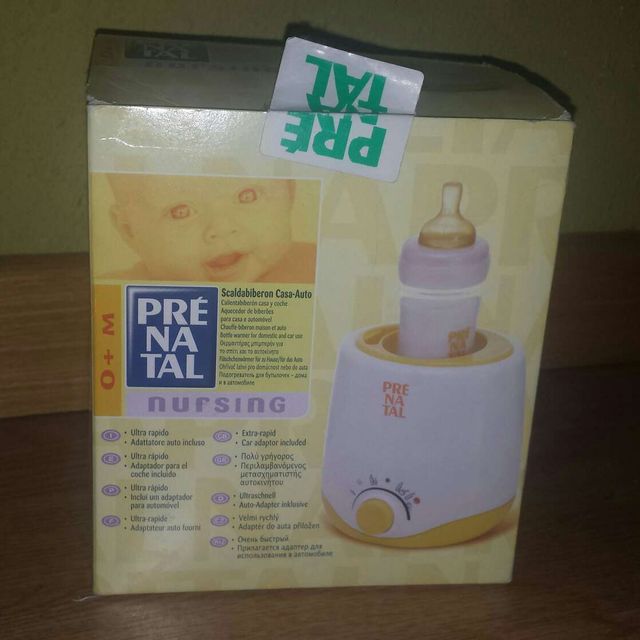 PRÉ
TAL
PRÉ
Scaldabiberon Casa-Auto
Calientabiberón casa y coche
Aquecedor de biberões
para casa e automóvel
Chauffe biberon maison et auto
Bottle warmer for domestic and car use
Θερμαντήρας μπιμπερόν για
το σπίτι και το αυτοκίνητο
Fläschchenwärmer für zu Hause/für das Auto
Ohřívač lahví pro domácnost nebo do auta
Подогреватель для бутылочек - дома
и в автомобиле
0+M
PRÉ
NA
TAL
nursing
PRÉ
NA
TAL
PRÉ
NA
TAL
• Ultra rapido
• Adattatore auto incluso
• Ultra rápido
• Adaptador para el
coche incluido
• Ultra rápido
• Inclui um adaptador
para automóvel
• Ultra-rapide
• Adaptateur auto fourni
GB
• Extra-rapid
• Car adaptor included
• Πολύ γρήγορος
• Περιλαμβανόμενος
μετασχηματιστής
αυτοκινήτου
• Ultraschnell
• Auto-Adapter inklusive
• Velmi rychlý
• Adaptér do auta přiložen
• Очень быстрый
• Прилагается адаптер для
использования в автомобиле